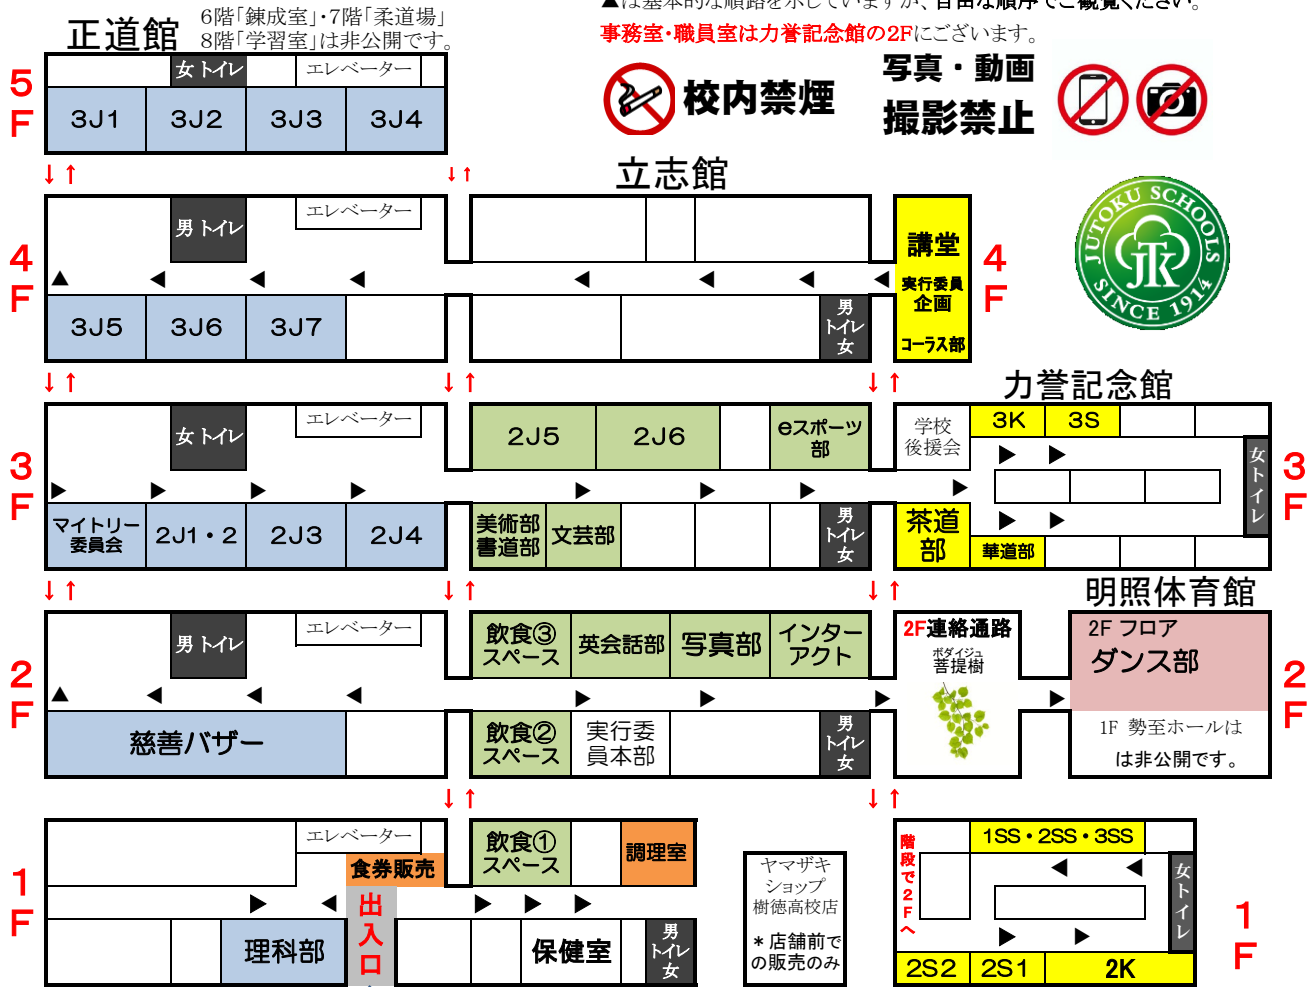 ▲は基本的な順路を示していますが、自由な順序でご観覧ください。
事務室・職員室は力誉記念館の2Fにございます。
正道館
6階「錬成室」・7階「柔道場」
8階「学習室」は非公開です。
校内禁煙
写真・動画
撮影禁止
5F
女トイレ
エレベーター
3J1
3J2
3J3
3J4
↓↑
↓↑
立志館
JUTOKU SCHOOLS
JTK
SINCE 1914
4F
男トイレ
エレベーター
3J5
3J6
3J7
男
トイレ
女
講堂
実行委員
企画
コーラス部
4F
↓↑
↓↑
↓↑
力誉記念館
3F
女トイレ
エレベーター
マイトリー
委員会
2J1・2
2J3
2J4
2J5
2J6
eスポーツ
部
美術部
書道部
文芸部
男
トイレ
女
学校
後援会
3K
3S
茶道
部
華道部
女トイレ
3F
↓↑
↓↑
↓↑
明照体育館
2F
男トイレ
エレベーター
慈善バザー
飲食③
スペース
英会話部
写真部
インター
アクト
飲食②
スペース
実行委
員本部
男
トイレ
女
2F連絡通路
ボダイジュ
菩提樹
2F フロア
ダンス部
1F 勢至ホールは
は非公開です。
2F
↓↑
↓↑
1F
エレベーター
食券販売
出入口
理科部
飲食①
スペース
調理室
保健室
男
トイレ
女
ヤマザキ
ショップ
樹徳高校店
＊店舗前で
の販売のみ
階段で2Fへ
1SS・2SS・3SS
女トイレ
2S2
2S1
2K
1F